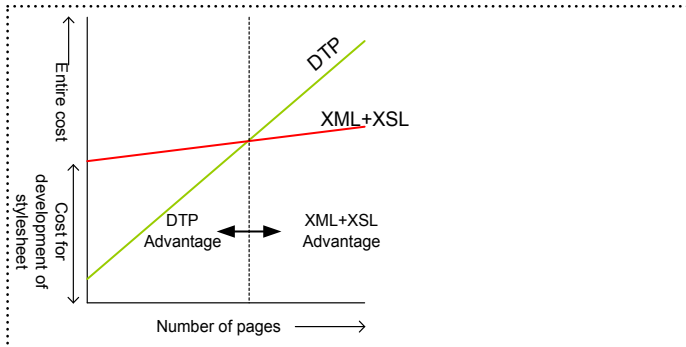 Entire cost
DTP
XML+XSL
Cost for
development of
stylesheet
DTP
Advantage
XML+XSL
Advantage
Number of pages